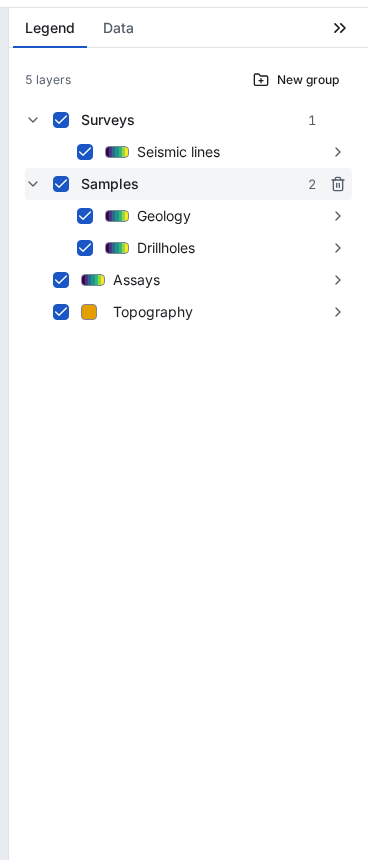 Legend Data
5 layers New group
Surveys 1
Seismic lines
Samples 2
Geology
Drillholes
Assays
Topography